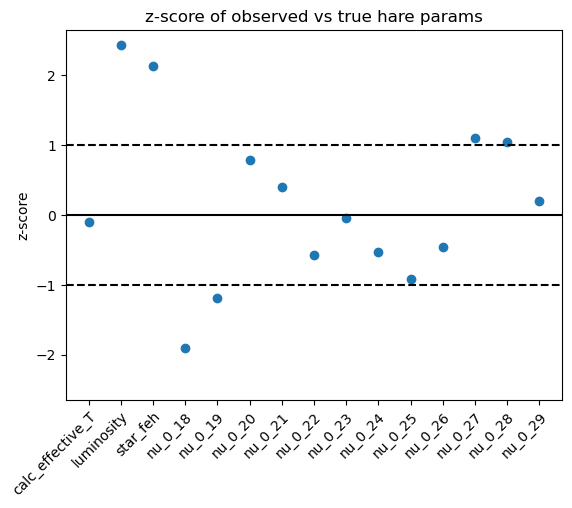 z-score of observed vs true hare params
z-score
2
1
0
−1
−2
calc_effective_T
luminosity
star_feh
nu_0_18
nu_0_19
nu_0_20
nu_0_21
nu_0_22
nu_0_23
nu_0_24
nu_0_25
nu_0_26
nu_0_27
nu_0_28
nu_0_29